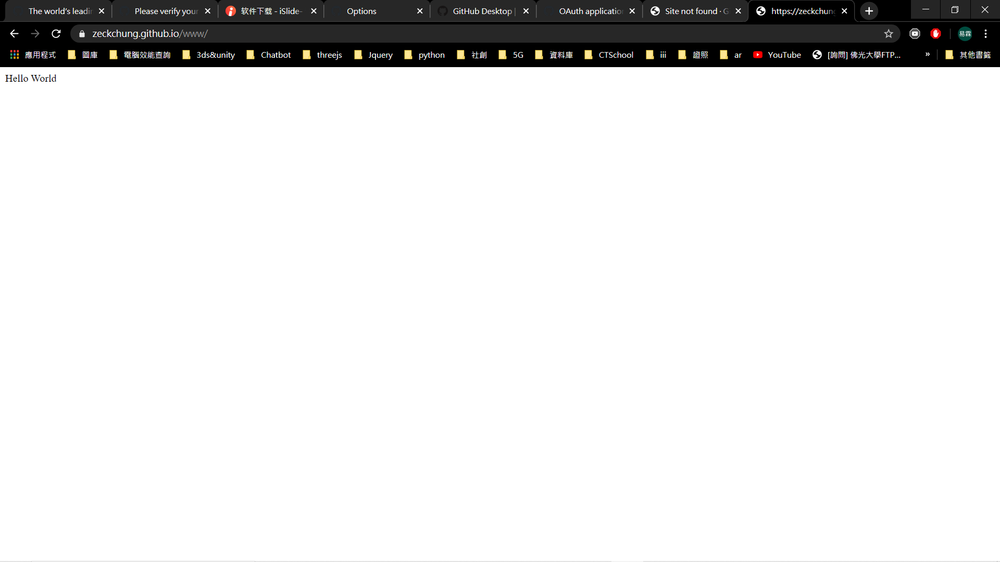 The world's leadin Please verify your 软件下载 - iSlide- Options GitHub Desktop | OAuth application Site not found · G https://zeckchung
zeckchung.github.io/www/ 易霖
應用程式 圖庫 電腦效能查詢 3ds&unity Chatbot threejs Jquery python 社創 5G 資料庫 CTSchool iii 證照 ar YouTube [詢問] 佛光大學FTP... » 其他書籤
Hello World